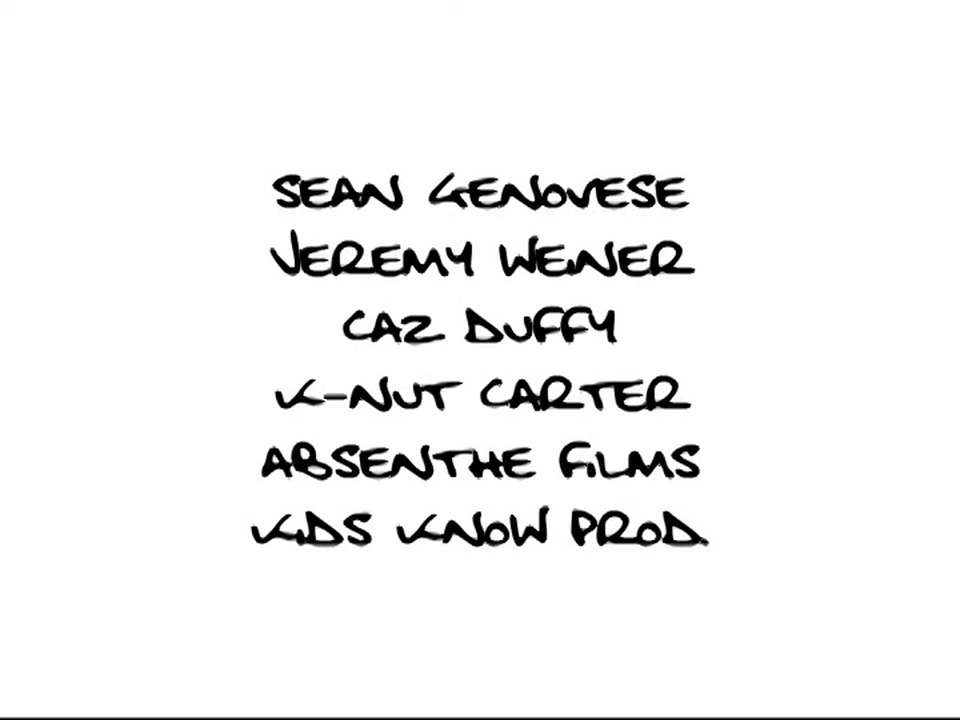 SEAN GENOVESE
JEREMY WEINER
CAZ DUFFY
K-NUT CARTER
ABSENTHE FILMS
KIDS KNOW PROD.